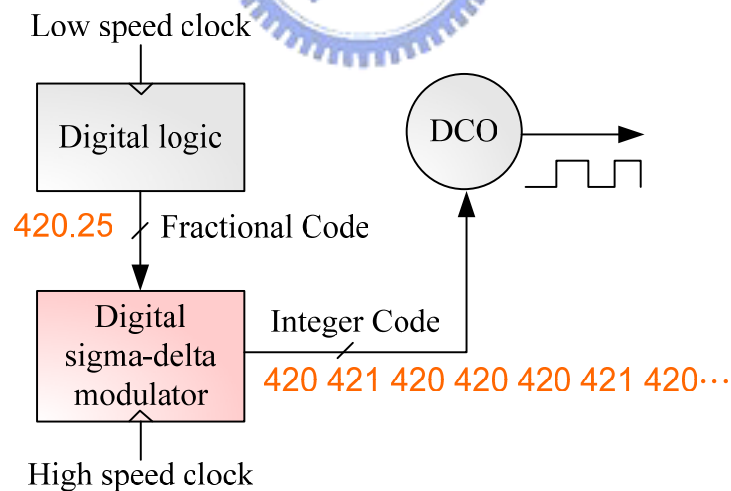 Low speed clock
Digital logic
DCO
420.25
Fractional Code
Digital
sigma-delta
modulator
Integer Code
420 421 420 420 420 421 420⋯
High speed clock